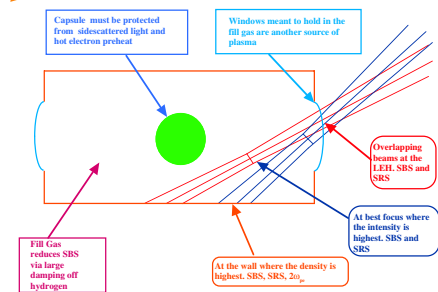 Capsule must be protected
from sidescattered light and
hot electron preheat
Windows meant to hold in the
fill gas are another source of
plasma
Overlapping
beams at the
LEH. SBS and
SRS
At best focus where
the intensity is
highest. SBS and
SRS
At the wall where the density is
highest. SBS, SRS, 2ω
Fill Gas
reduces SBS
via large
damping off
hydrogen